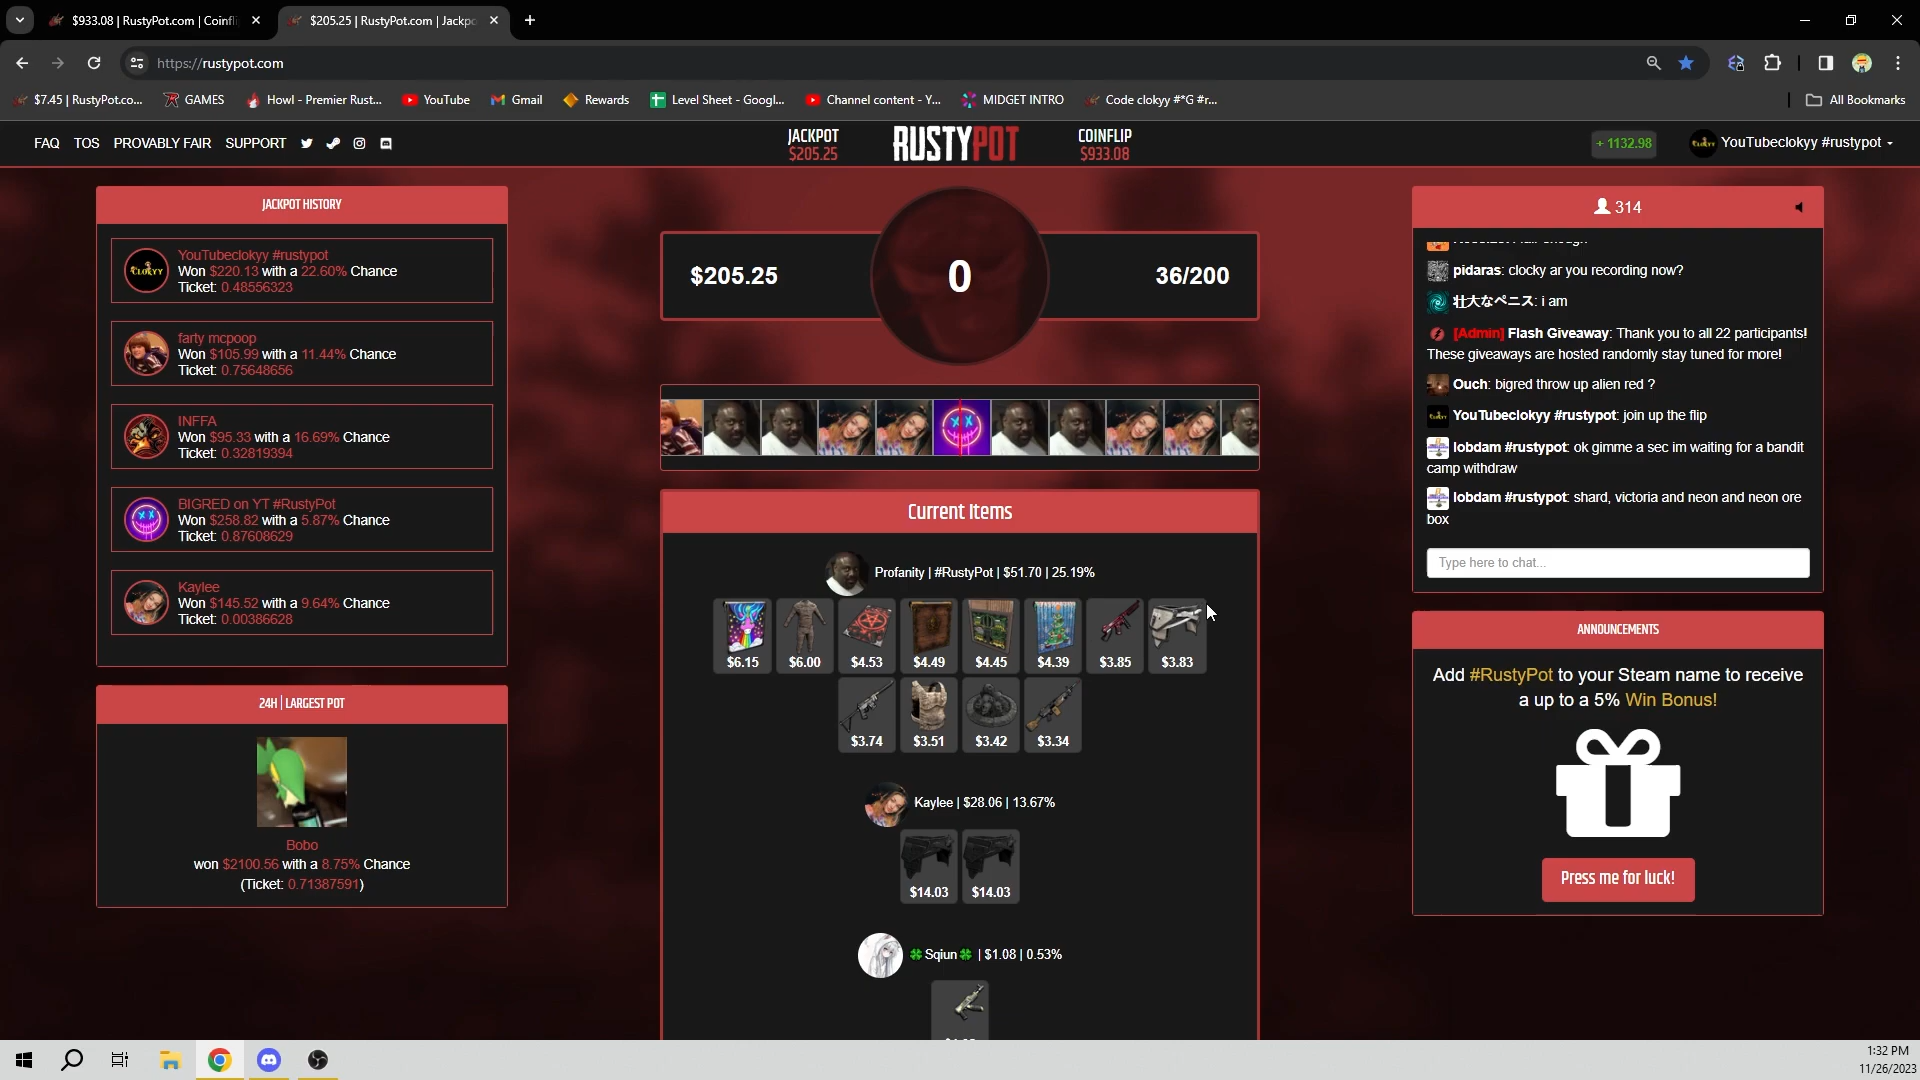 $933.08 | RustyPot.com | Coinfli
$205.25 | RustyPot.com | Jackpo
https://rustypot.com
$7.45 | RustyPot.co...
GAMES
Howl - Premier Rust...
YouTube
Gmail
Rewards
Level Sheet - Googl...
Channel content - Y...
MIDGET INTRO
Code clokyy #*G #r...
All Bookmarks
FAQ
TOS
PROVABLY FAIR
SUPPORT
JACKPOT
$205.25
RUSTYPOT
COINFLIP
$933.08
+ 1132.98
YouTubeclokyy #rustypot
JACKPOT HISTORY
YouTubeclokyy #rustypot
Won $220.13 with a 22.60% Chance
Ticket: 0.48556323
farty mcpoop
Won $105.99 with a 11.44% Chance
Ticket: 0.75648656
INFFA
Won $95.33 with a 16.69% Chance
Ticket: 0.32819394
BIGRED on YT #RustyPot
Won $258.82 with a 5.87% Chance
Ticket: 0.87608629
Kaylee
Won $145.52 with a 9.64% Chance
Ticket: 0.00386628
24H | LARGEST POT
Bobo
won $2100.56 with a 8.75% Chance
(Ticket: 0.71387591)
$205.25
0
36/200
Current Items
Profanity | #RustyPot | $51.70 | 25.19%
$6.15
$6.00
$4.53
$4.49
$4.45
$4.39
$3.85
$3.83
$3.74
$3.51
$3.42
$3.34
Kaylee | $28.06 | 13.67%
$14.03
$14.03
🍀Sqiun🍀 | $1.08 | 0.53%
314
pidaras: clocky ar you recording now?
壮大なペニス: i am
[Admin] Flash Giveaway: Thank you to all 22 participants!
These giveaways are hosted randomly stay tuned for more!
Ouch: bigred throw up alien red ?
YouTubeclokyy #rustypot: join up the flip
lobdam #rustypot: ok gimme a sec im waiting for a bandit
camp withdraw
lobdam #rustypot: shard, victoria and neon and neon ore
box
Type here to chat...
ANNOUNCEMENTS
Add #RustyPot to your Steam name to receive
a up to a 5% Win Bonus!
Press me for luck!
1:32 PM
11/26/2023